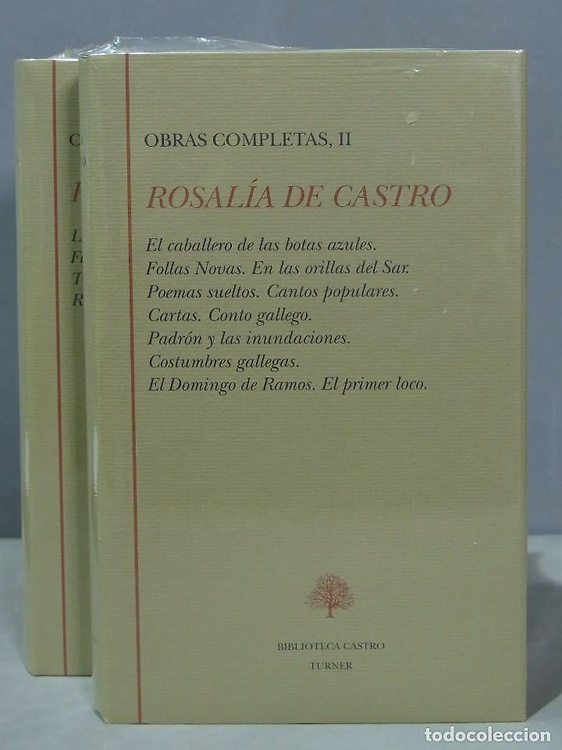 OBRAS COMPLETAS, II
ROSALÍA DE CASTRO
El caballero de las botas azules.
Follas Novas. En las orillas del Sar.
Poemas sueltos. Cantos populares.
Cartas. Conto gallego.
Padrón y las inundaciones.
Costumbres gallegas.
El Domingo de Ramos. El primer loco.
BIBLIOTECA CASTRO
TURNER
todocoleccion